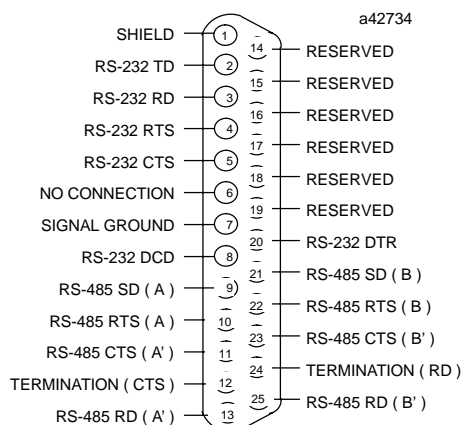 a42734
SHIELD 1
RS-232 TD 2
RS-232 RD 3
RS-232 RTS 4
RS-232 CTS 5
NO CONNECTION 6
SIGNAL GROUND 7
RS-232 DCD 8
RS-485 SD ( A ) 9
RS-485 RTS ( A ) 10
RS-485 CTS ( A' ) 11
TERMINATION ( CTS ) 12
RS-485 RD ( A' ) 13
14 RESERVED
15 RESERVED
16 RESERVED
17 RESERVED
18 RESERVED
19 RESERVED
20 RS-232 DTR
21 RS-485 SD ( B )
22 RS-485 RTS ( B )
23 RS-485 CTS ( B' )
24 TERMINATION ( RD )
25 RS-485 RD ( B' )